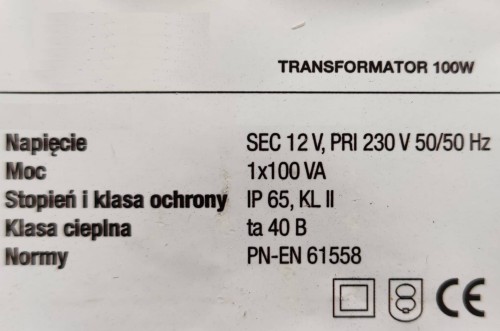 TRANSFORMATOR 100W
Napięcie SEC 12 V, PRI 230 V 50/50 Hz
Moc 1x100 VA
Stopień i klasa ochrony IP 65, KL II
Klasa cieplna ta 40 B
Normy PN-EN 61558
CE